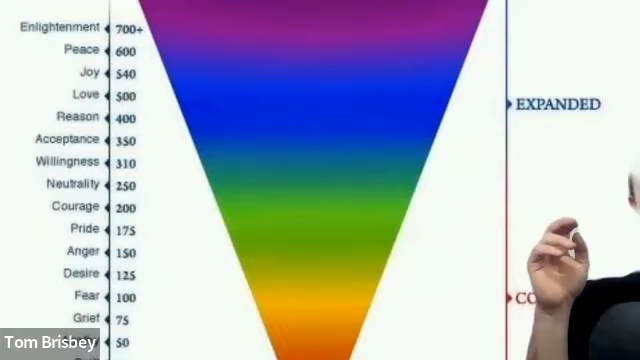 Enlightenment 700+
Peace 600
Joy 540
Love 500
Reason 400
Acceptance 350
Willingness 310
Neutrality 250
Courage 200
Pride 175
Anger 150
Desire 125
Fear 100
Grief 75
50
EXPANDED
Tom Brisbey